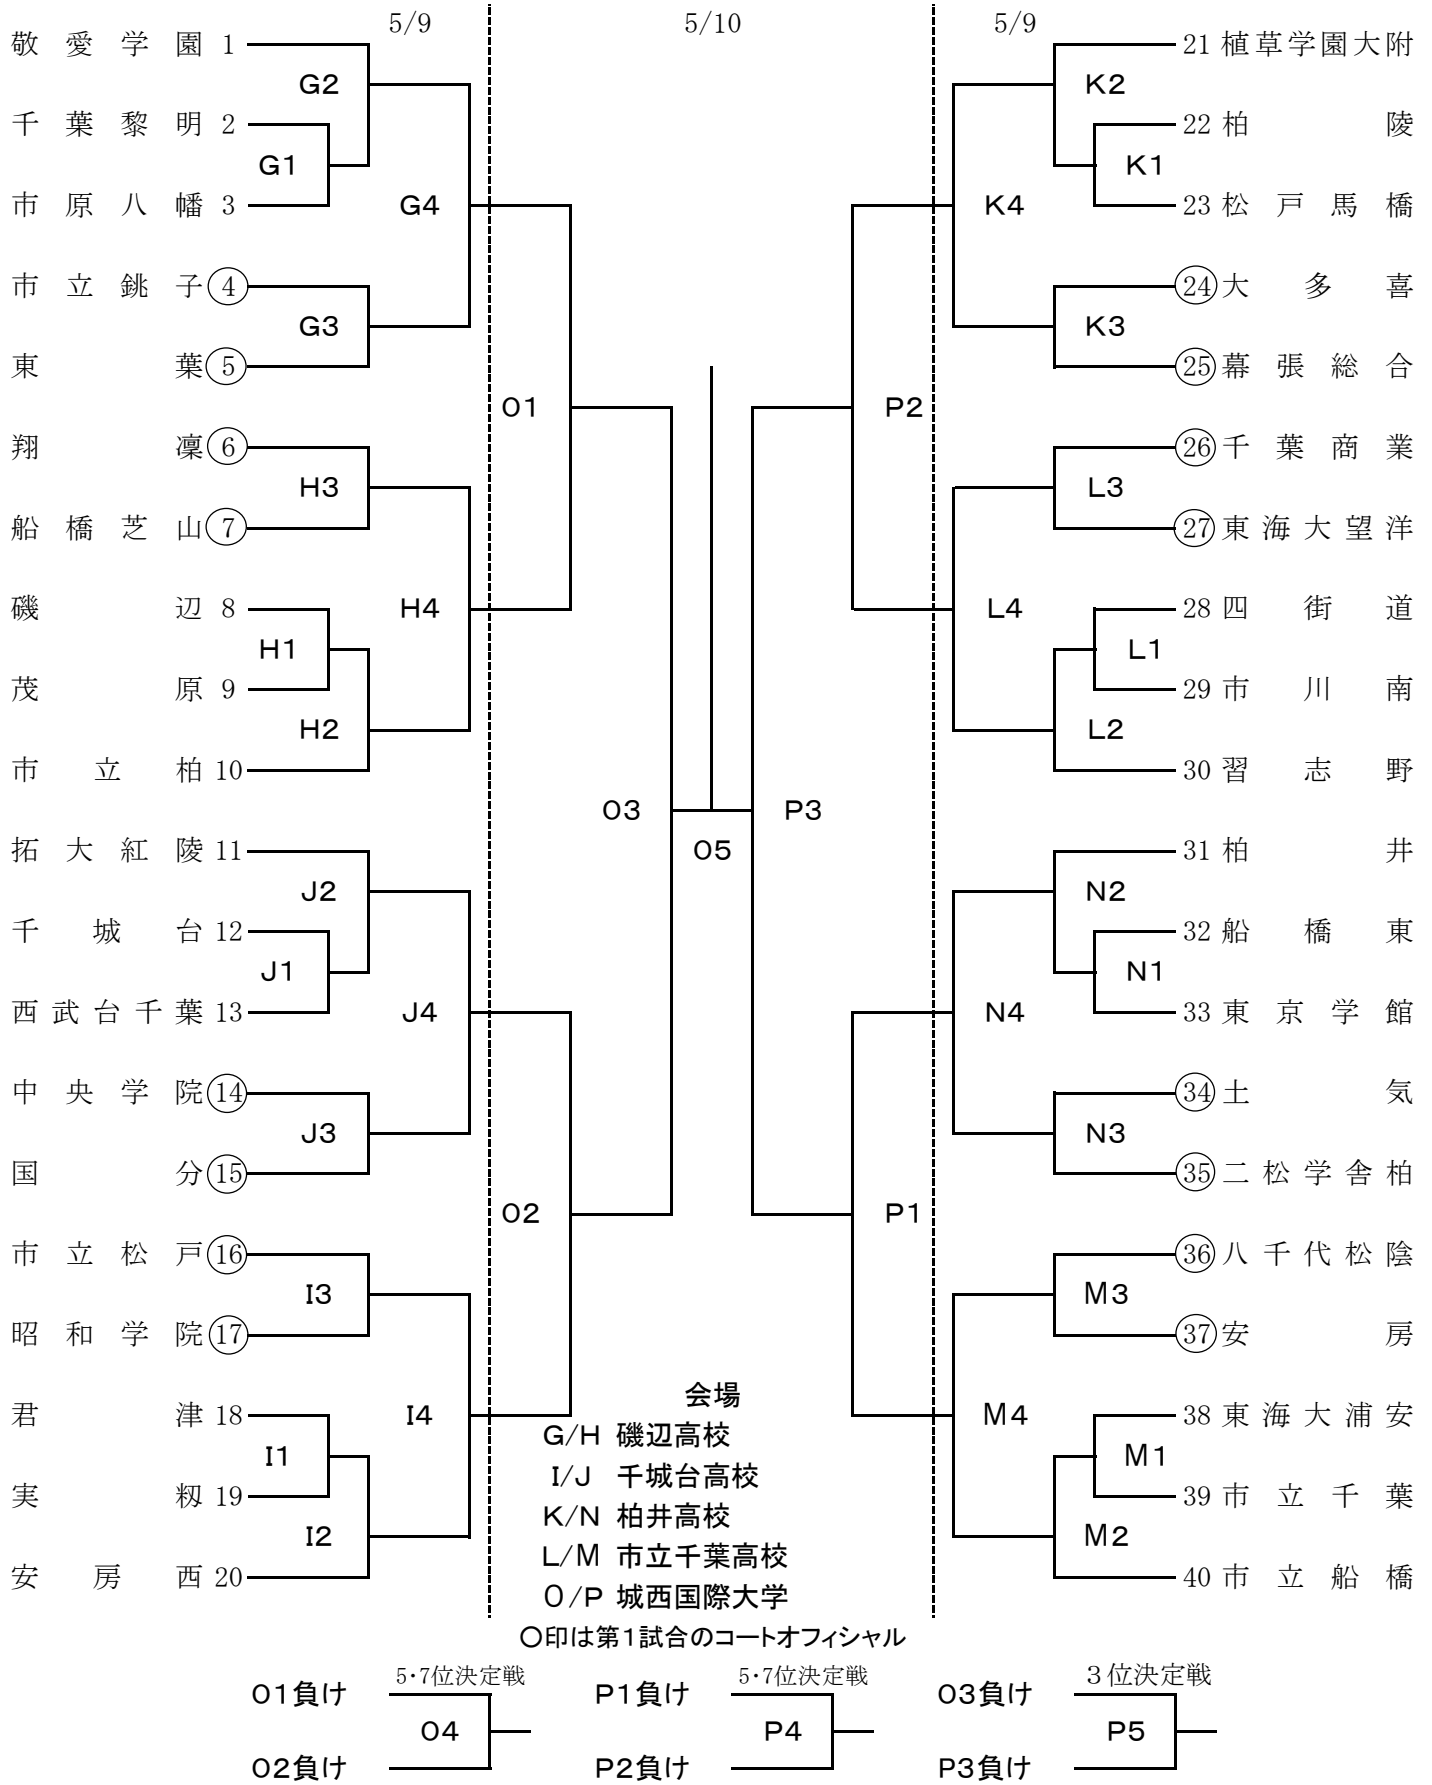 5/9 5/10 5/9
敬愛学園 1
21 植草学園大附
G2
K2
千葉黎明 2
22 柏陵
G1
K1
市原八幡 3
G4
K4
23 松戸馬橋
市立銚子 4
24 大多喜
G3
K3
東葉 5
25 幕張総合
O1
P2
翔凜 6
26 千葉商業
H3
L3
船橋芝山 7
27 東海大望洋
磯辺 8
H4
L4
28 四街道
H1
L1
茂原 9
29 市川南
H2
L2
市立柏 10
30 習志野
O3
P3
拓大紅陵 11
O5
31 柏井
J2
N2
千城台 12
32 船橋東
J1
N1
西武台千葉 13
J4
N4
33 東京学館
中央学院 14
34 土気
J3
N3
国分 15
35 二松学舎柏
O2
P1
市立松戸 16
36 八千代松陰
I3
M3
昭和学院 17
37 安房
君津 18
I4
M4
38 東海大浦安
I1
M1
実籾 19
39 市立千葉
I2
M2
安房西 20
40 市立船橋
会場
G/H 磯辺高校
I/J 千城台高校
K/N 柏井高校
L/M 市立千葉高校
O/P 城西国際大学
〇印は第1試合のコートオフィシャル
5・7位決定戦
O1負け
O4
O2負け
5・7位決定戦
P1負け
P4
P2負け
3位決定戦
O3負け
P5
P3負け